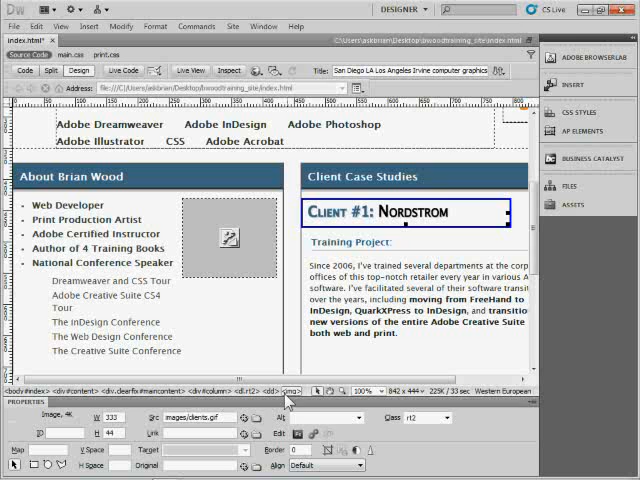 Dw DESIGNER CS Live
File Edit View Insert Modify Format Commands Site Window Help
index.html* C:\Users\askbrian\Desktop\bwoodtraining_site\index.html
Source Code main.css print.css
Code Split Design Live Code Live View Inspect Title: San Diego LA Los Angeles Irvine computer graphics
Address: file:///C|/Users/askbrian/Desktop/bwoodtraining_site/index.html
Adobe Dreamweaver Adobe InDesign Adobe Photoshop
Adobe Illustrator CSS Adobe Acrobat
About Brian Wood
Web Developer
Print Production Artist
Adobe Certified Instructor
Author of 4 Training Books
National Conference Speaker
Dreamweaver and CSS Tour
Adobe Creative Suite CS4
Tour
The InDesign Conference
The Web Design Conference
The Creative Suite Conference
Client Case Studies
Client #1: Nordstrom
Training Project:
Since 2006, I've trained several departments at the corp
offices of this top-notch retailer every year in various A
software. I've facilitated several of their software transit
over the years, including moving from FreeHand to
InDesign, QuarkXPress to InDesign, and transition
new versions of the entire Adobe Creative Suite
both web and print.
ADOBE BROWSERLAB
INSERT
CSS STYLES
AP ELEMENTS
BUSINESS CATALYST
FILES
ASSETS
<body#index> <div#content> <div.clearfix#maincontent> <div#column> <dl.rt2> <dd> <img> 100% 842 x 444 225K / 33 sec Western European
PROPERTIES
Image, 4K W 333 Src images/clients.gif Alt Class rt2
ID H 44 Link Edit
Map V Space Target Border 0
H Space Original Align Default